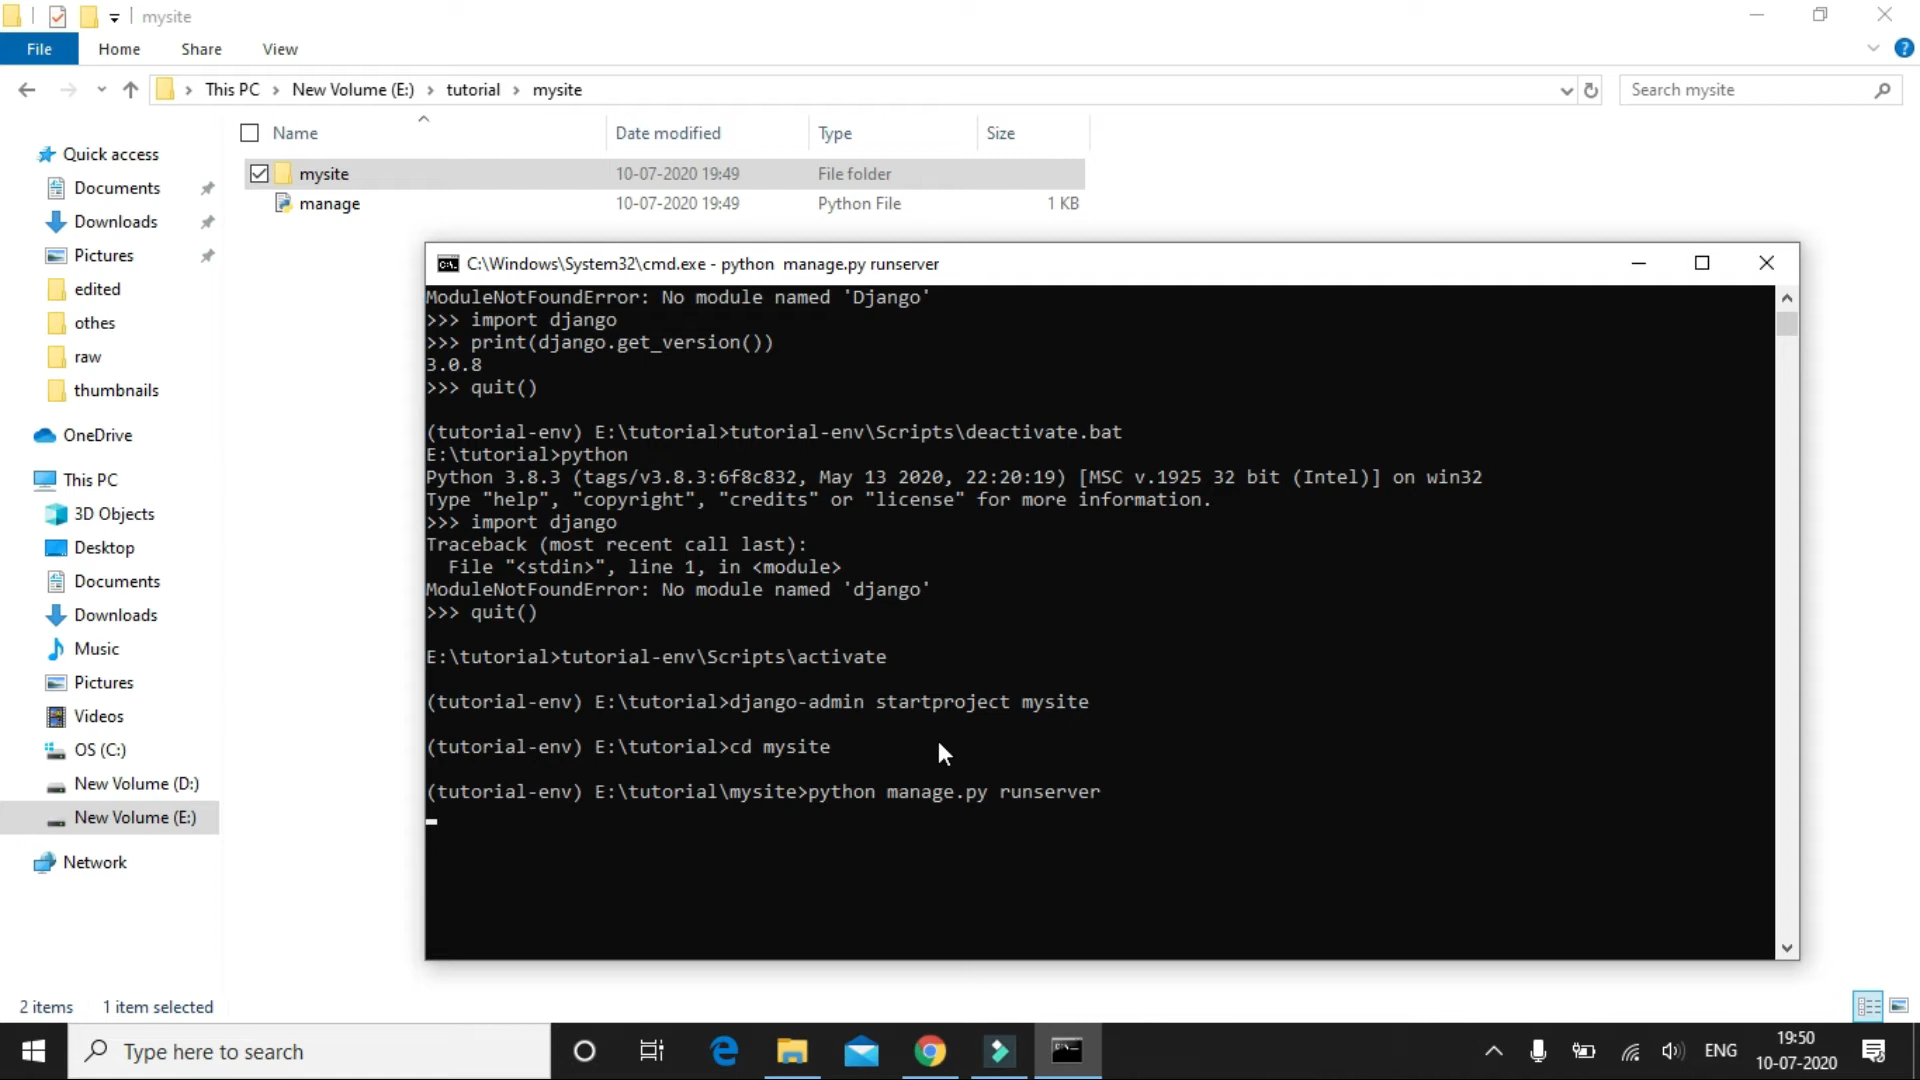 mysite
File Home Share View
This PC New Volume (E:) tutorial mysite Search mysite
Name Date modified Type Size
mysite 10-07-2020 19:49 File folder
manage 10-07-2020 19:49 Python File 1 KB
Quick access
Documents
Downloads
Pictures
edited
othes
raw
thumbnails
OneDrive
This PC
3D Objects
Desktop
Documents
Downloads
Music
Pictures
Videos
OS (C:)
New Volume (D:)
New Volume (E:)
Network
C:\Windows\System32\cmd.exe - python  manage.py runserver
ModuleNotFoundError: No module named 'Django'
>>> import django
>>> print(django.get_version())
3.0.8
>>> quit()
(tutorial-env) E:\tutorial>tutorial-env\Scripts\deactivate.bat
E:\tutorial>python
Python 3.8.3 (tags/v3.8.3:6f8c832, May 13 2020, 22:20:19) [MSC v.1925 32 bit (Intel)] on win32
Type "help", "copyright", "credits" or "license" for more information.
>>> import django
Traceback (most recent call last):
  File "<stdin>", line 1, in <module>
ModuleNotFoundError: No module named 'django'
>>> quit()
E:\tutorial>tutorial-env\Scripts\activate
(tutorial-env) E:\tutorial>django-admin startproject mysite
(tutorial-env) E:\tutorial>cd mysite
(tutorial-env) E:\tutorial\mysite>python manage.py runserver
2 items 1 item selected
Type here to search
ENG
19:50
10-07-2020